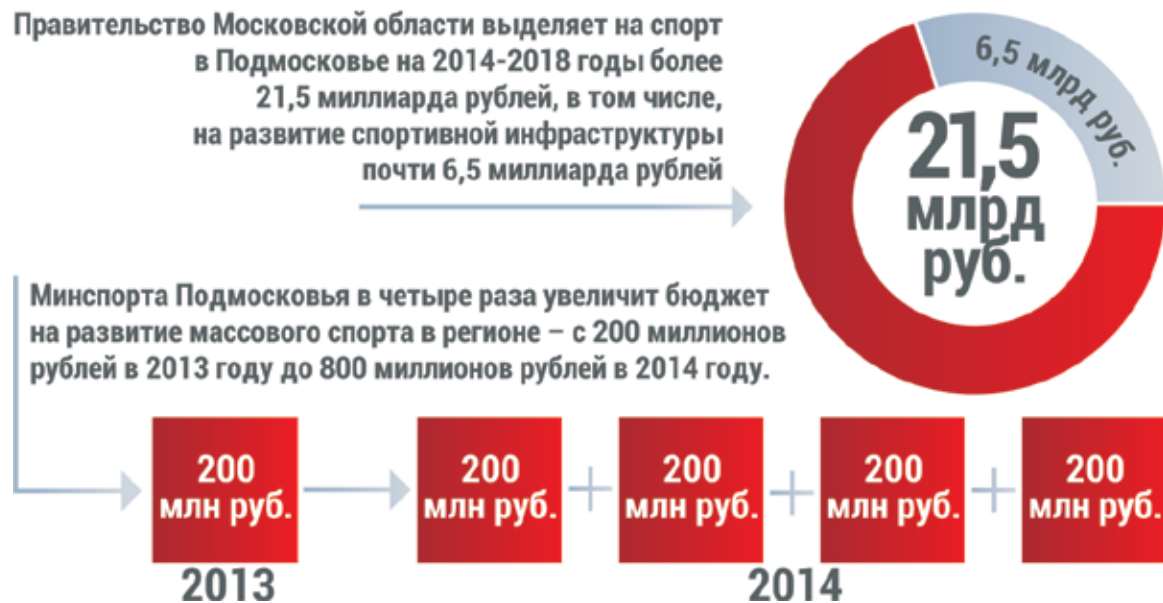 Правительство Московской области выделяет на спорт
в Подмосковье на 2014-2018 годы более
21,5 миллиарда рублей, в том числе,
на развитие спортивной инфраструктуры
почти 6,5 миллиарда рублей
6,5 млрд руб.
21,5
млрд
руб.
Минспорта Подмосковья в четыре раза увеличит бюджет
на развитие массового спорта в регионе – с 200 миллионов
рублей в 2013 году до 800 миллионов рублей в 2014 году.
200
млн руб.
200
млн руб.
+
200
млн руб.
+
200
млн руб.
+
200
млн руб.
2013
2014